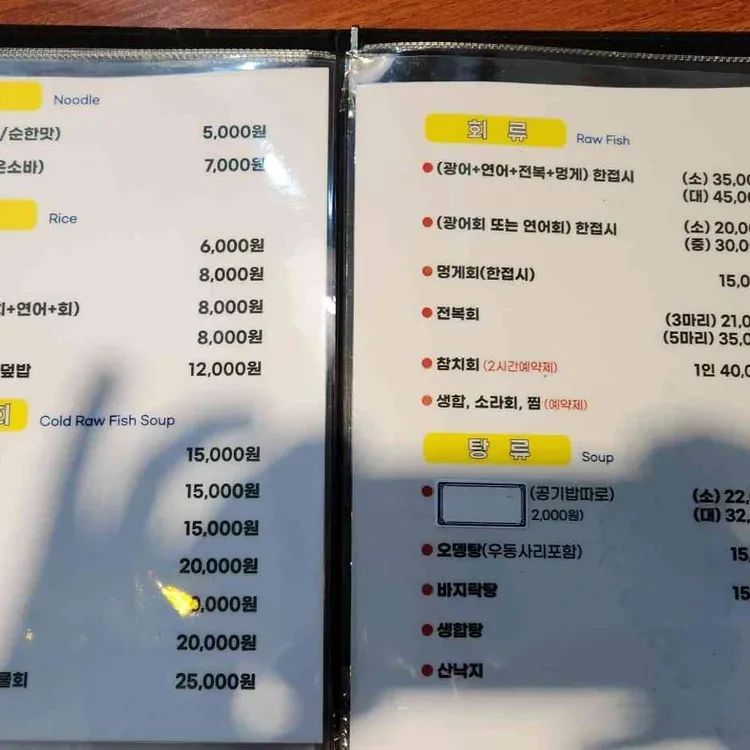 Noodle
/순한맛) 5,000원
온소바) 7,000원
Rice
6,000원
8,000원
+연어+회) 8,000원
8,000원
덮밥 12,000원
회 Cold Raw Fish Soup
15,000원
15,000원
15,000원
20,000원
0,000원
20,000원
물회 25,000원
회 류 Raw Fish
(광어+연어+전복+멍게) 한접시 (소) 35,00
(대) 45,00
(광어회 또는 연어회) 한접시 (소) 20,00
(중) 30,00
멍게회(한접시) 15,0
전복회 (3마리) 21,0
(5마리) 35,0
참치회 (2시간예약제) 1인 40,0
생합, 소라회, 찜 (예약제)
탕 류 Soup
(공기밥따로) (소) 22,
2,000원) (대) 32,
오뎅탕(우동사리포함) 15,
바지락탕 15
생합탕
산낙지